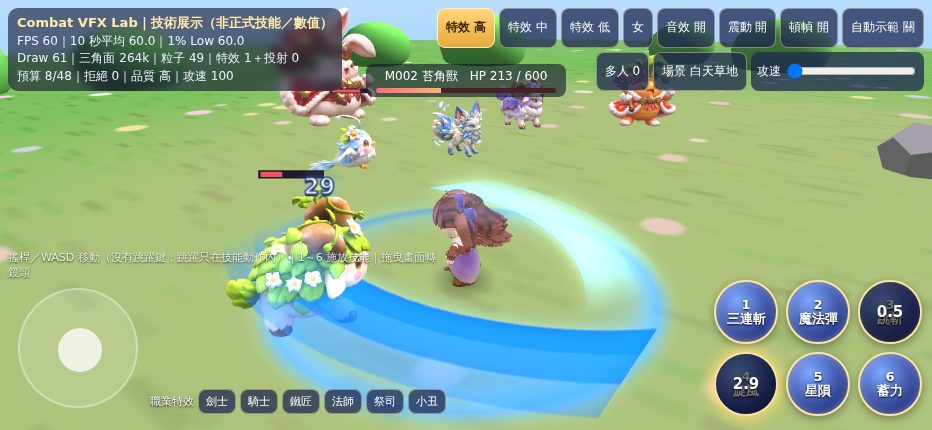 Combat VFX Lab｜技術展示（非正式技能／數值）
FPS 60｜10 秒平均 60.0｜1% Low 60.0
Draw 61｜三角面 264k｜粒子 49｜特效 1＋投射 0
預算 8/48｜拒絕 0｜品質 高｜攻速 100
特效 高
特效 中
特效 低
女
音效 開
震動 開
頓幀 開
自動示範 關
M002 苔角獸 HP 213 / 600
多人 0
場景 白天草地
攻速
29
搖桿／WASD 移動（沒有跳躍鍵；跳躍只在技能動作內）｜1~6 施放技能｜拖曳畫面轉
鏡頭
1
三連斬
2
魔法彈
3
跳斬
0.5
4
旋風
2.9
5
星隕
6
蓄力
職業特效
劍士
騎士
鐵匠
法師
祭司
小丑